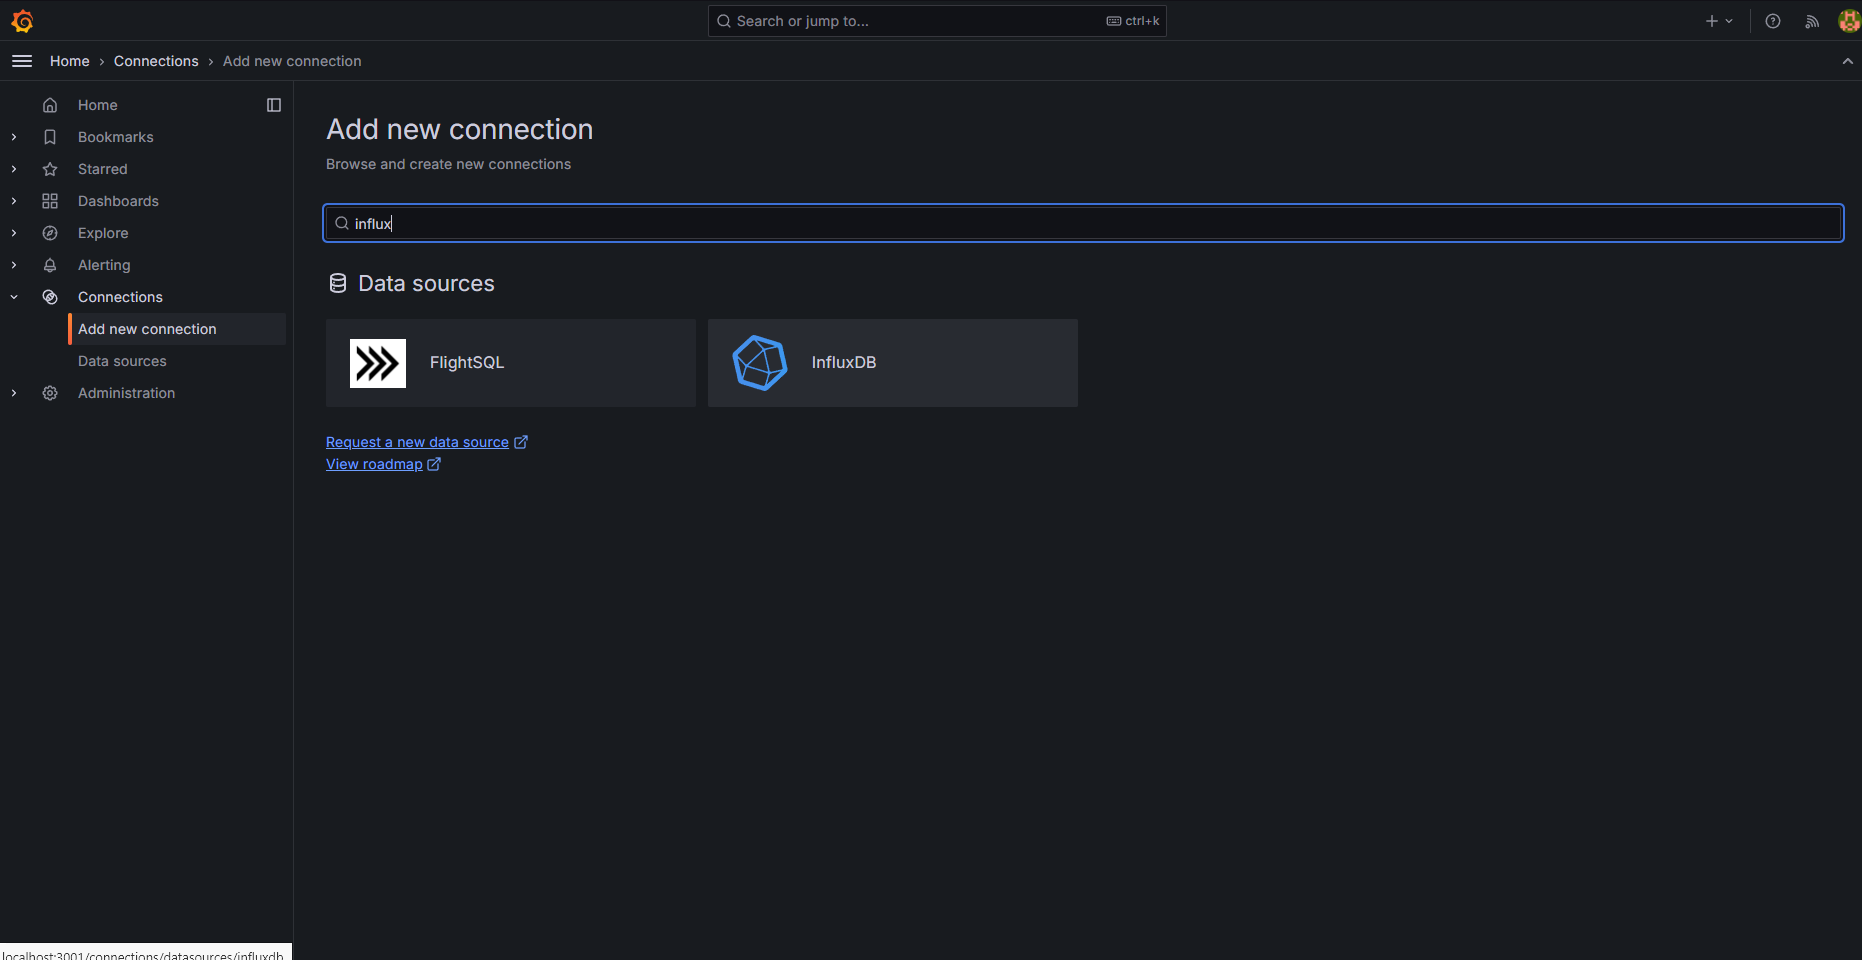 Search or jump to...
ctrl+k
Home › Connections › Add new connection
Home
Bookmarks
Starred
Dashboards
Explore
Alerting
Connections
Add new connection
Data sources
Administration
Add new connection
Browse and create new connections
influx
Data sources
FlightSQL
InfluxDB
Request a new data source
View roadmap
localhost:3001/connections/datasources/influxdb